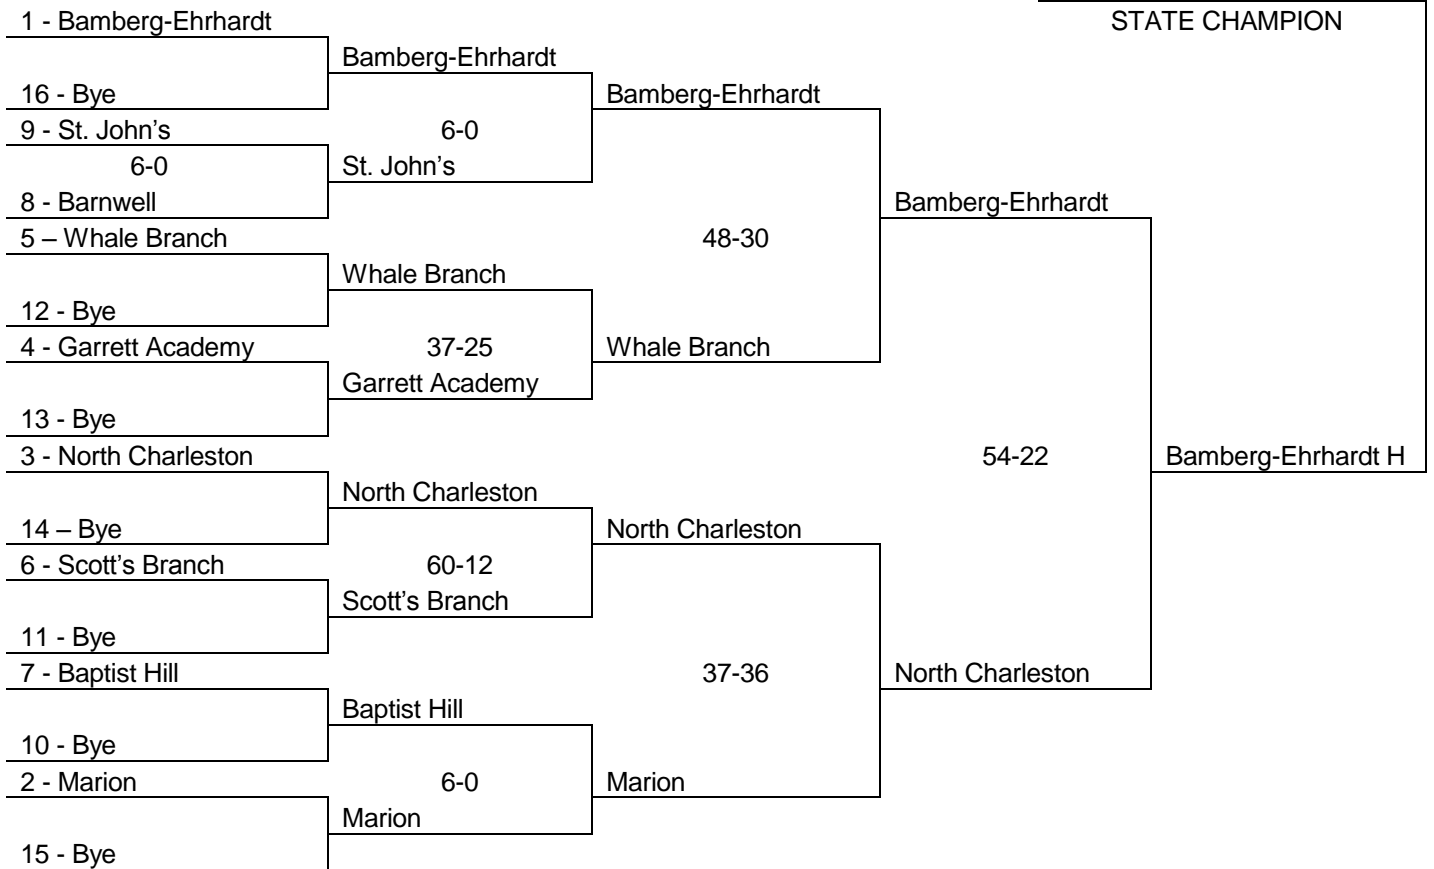 1 - Bamberg-Ehrhardt
STATE CHAMPION
Bamberg-Ehrhardt
16 - Bye
Bamberg-Ehrhardt
9 - St. John’s
6-0
6-0
St. John’s
8 - Barnwell
Bamberg-Ehrhardt
5 – Whale Branch
48-30
Whale Branch
12 - Bye
4 - Garrett Academy
37-25
Whale Branch
Garrett Academy
13 - Bye
3 - North Charleston
54-22
Bamberg-Ehrhardt H
North Charleston
14 – Bye
North Charleston
6 - Scott’s Branch
60-12
Scott’s Branch
11 - Bye
7 - Baptist Hill
37-36
North Charleston
Baptist Hill
10 - Bye
2 - Marion
6-0
Marion
Marion
15 - Bye